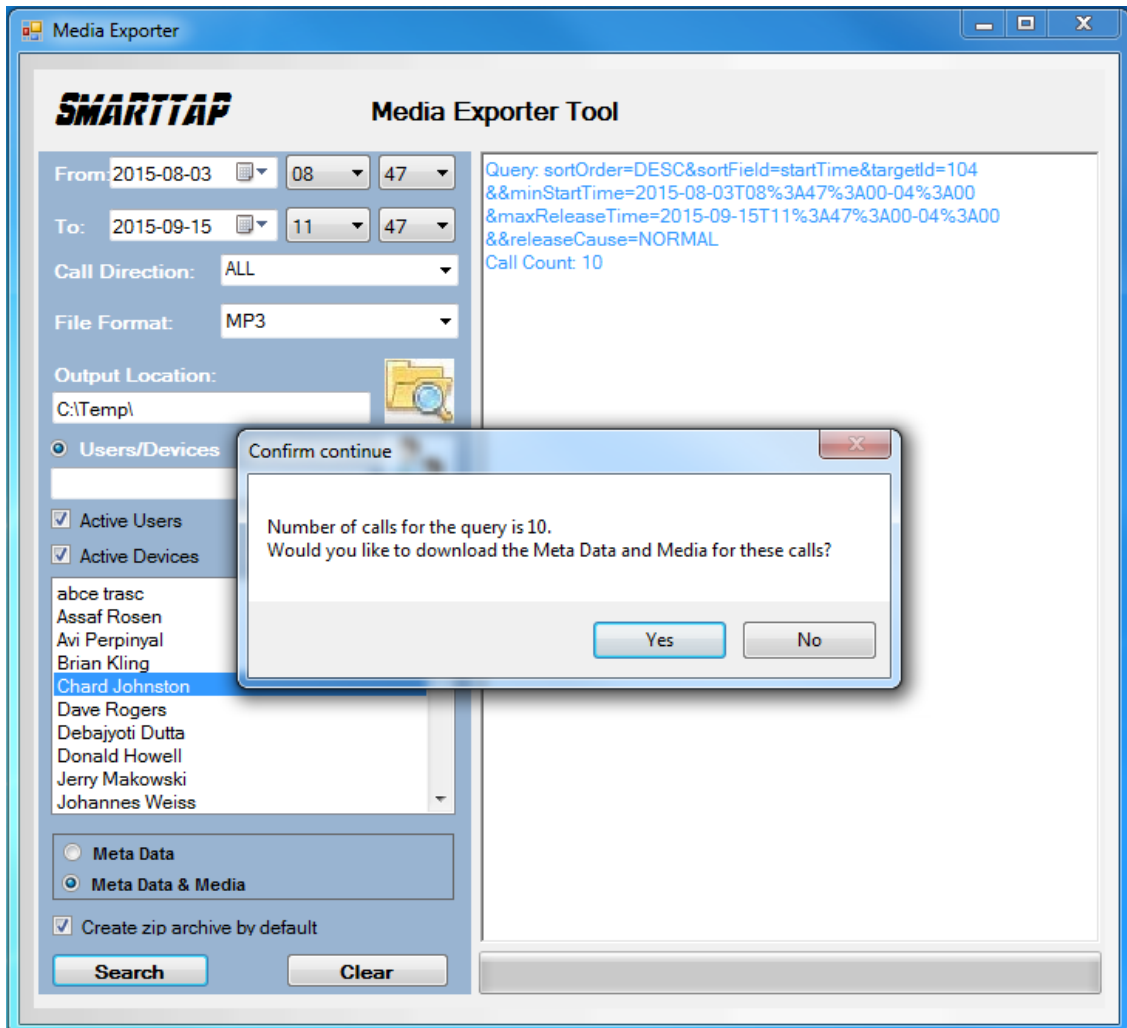 Media Exporter
SMARTTAP
Media Exporter Tool
From: 2015-08-03 08 47
To: 2015-09-15 11 47
Call Direction: ALL
File Format: MP3
Output Location:
C:\Temp\
Users/Devices
Active Users
Active Devices
abce trasc
Assaf Rosen
Avi Perpinyal
Brian Kling
Chard Johnston
Dave Rogers
Debajyoti Dutta
Donald Howell
Jerry Makowski
Johannes Weiss
Meta Data
Meta Data & Media
Create zip archive by default
Search Clear
Query: sortOrder=DESC&sortField=startTime&targetId=104
&&minStartTime=2015-08-03T08%3A47%3A00-04%3A00
&maxReleaseTime=2015-09-15T11%3A47%3A00-04%3A00
&&releaseCause=NORMAL
Call Count: 10
Confirm continue
Number of calls for the query is 10.
Would you like to download the Meta Data and Media for these calls?
Yes No